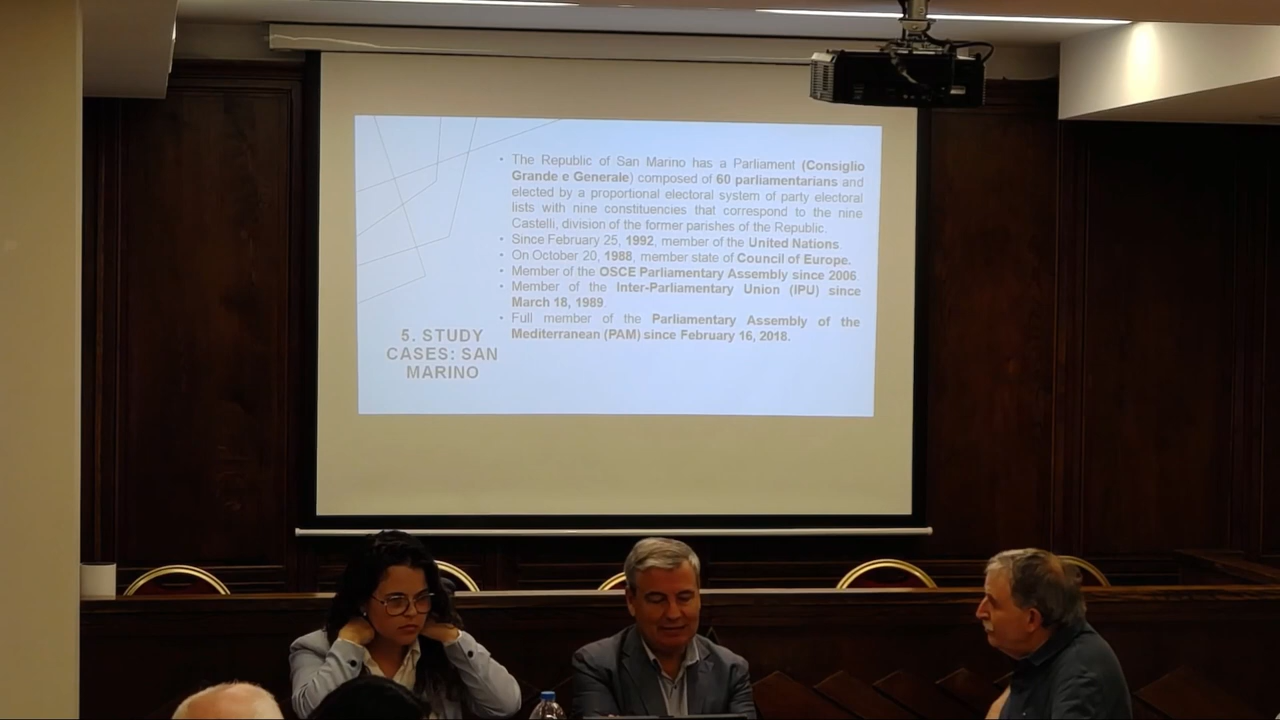 • The Republic of San Marino has a Parliament (Consiglio
Grande e Generale) composed of 60 parliamentarians and
elected by a proportional electoral system of party electoral
lists with nine constituencies that correspond to the nine
Castelli, division of the former parishes of the Republic.
• Since February 25, 1992, member of the United Nations.
• On October 20, 1988, member state of Council of Europe.
• Member of the OSCE Parliamentary Assembly since 2006.
• Member of the Inter-Parliamentary Union (IPU) since
March 18, 1989.
• Full member of the Parliamentary Assembly of the
Mediterranean (PAM) since February 16, 2018.
5. STUDY
CASES: SAN
MARINO